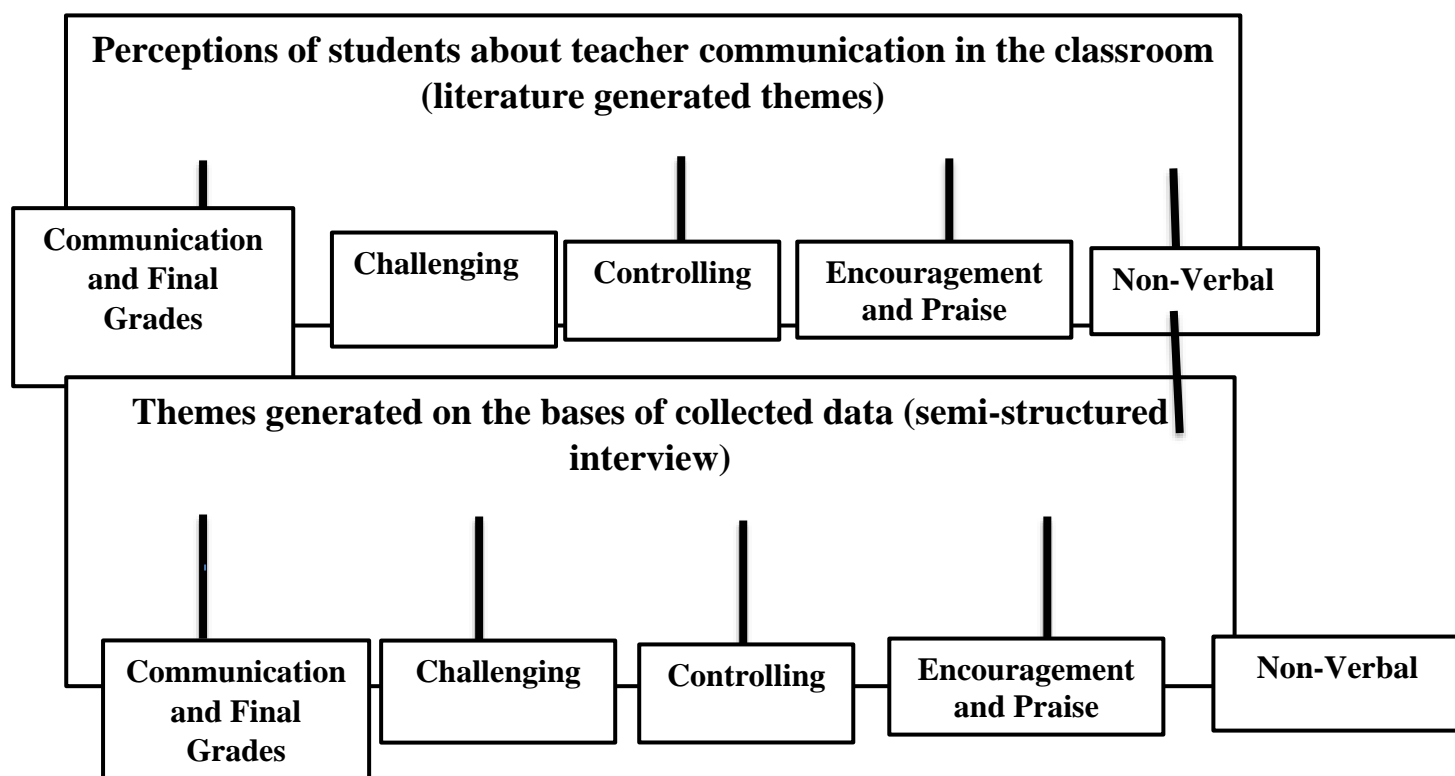 Perceptions of students about teacher communication in the classroom
(literature generated themes)
Communication
and Final
Grades
Challenging
Controlling
Encouragement
and Praise
Non-Verbal
Themes generated on the bases of collected data (semi-structured
interview)
Communication
and Final
Grades
Challenging
Controlling
Encouragement
and Praise
Non-Verbal